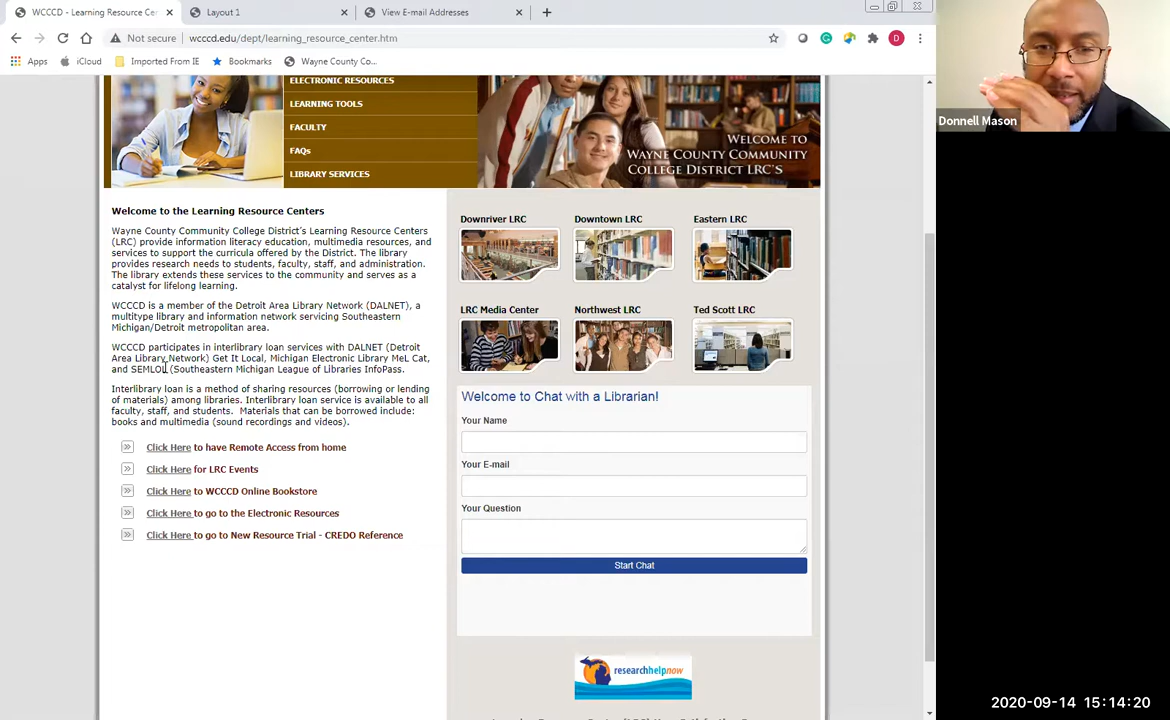 WCCCD - Learning Resource Cer
Layout 1
View E-mail Addresses
Not secure
wcccd.edu/dept/learning_resource_center.htm
D
Apps
iCloud
Imported From IE
Bookmarks
Wayne County Co...
ELECTRONIC RESOURCES
LEARNING TOOLS
FACULTY
FAQs
LIBRARY SERVICES
WELCOME TO
WAYNE COUNTY COMMUNITY
COLLEGE DISTRICT LRC'S
Donnell Mason
Welcome to the Learning Resource Centers
Wayne County Community College District's Learning Resource Centers
(LRC) provide information literacy education, multimedia resources, and
services to support the curricula offered by the District. The library
provides research needs to students, faculty, staff, and administration.
The library extends these services to the community and serves as a
catalyst for lifelong learning.
WCCCD is a member of the Detroit Area Library Network (DALNET), a
multitype library and information network servicing Southeastern
Michigan/Detroit metropolitan area.
WCCCD participates in interlibrary loan services with DALNET (Detroit
Area Library Network) Get It Local, Michigan Electronic Library MeL Cat,
and SEMLOL (Southeastern Michigan League of Libraries InfoPass.
Interlibrary loan is a method of sharing resources (borrowing or lending
of materials) among libraries. Interlibrary loan service is available to all
faculty, staff, and students. Materials that can be borrowed include:
books and multimedia (sound recordings and videos).
Click Here to have Remote Access from home
Click Here for LRC Events
Click Here to WCCCD Online Bookstore
Click Here to go to the Electronic Resources
Click Here to go to New Resource Trial - CREDO Reference
Downriver LRC
Downtown LRC
Eastern LRC
LRC Media Center
Northwest LRC
Ted Scott LRC
Welcome to Chat with a Librarian!
Your Name
Your E-mail
Your Question
Start Chat
researchhelpnow
2020-09-14 15:14:20